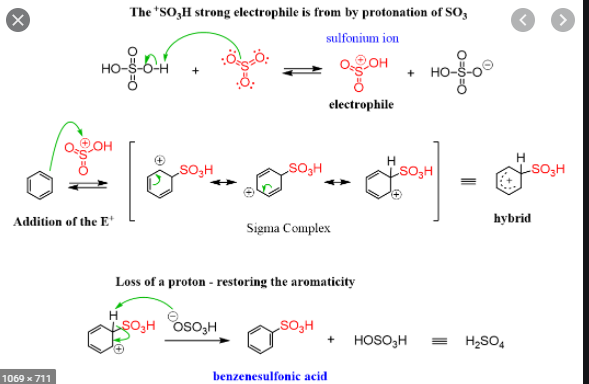 The ⁺SO₃H strong electrophile is from by protonation of SO₃
sulfonium ion
O
HO-S-O-H
O
+
:O: S :O:
:O:
O S⊕ OH
O
+
O
HO-S-O⊖
O
electrophile
O S⊕ OH
O
⊕
SO₃H
⊕
SO₃H
H
SO₃H
⊕
≡
H
SO₃H
+
Addition of the E⁺
Sigma Complex
hybrid
Loss of a proton - restoring the aromaticity
H
SO₃H
⊕
⊖
OSO₃H
SO₃H
+
HOSO₃H
≡
H₂SO₄
benzenesulfonic acid
1069 × 711